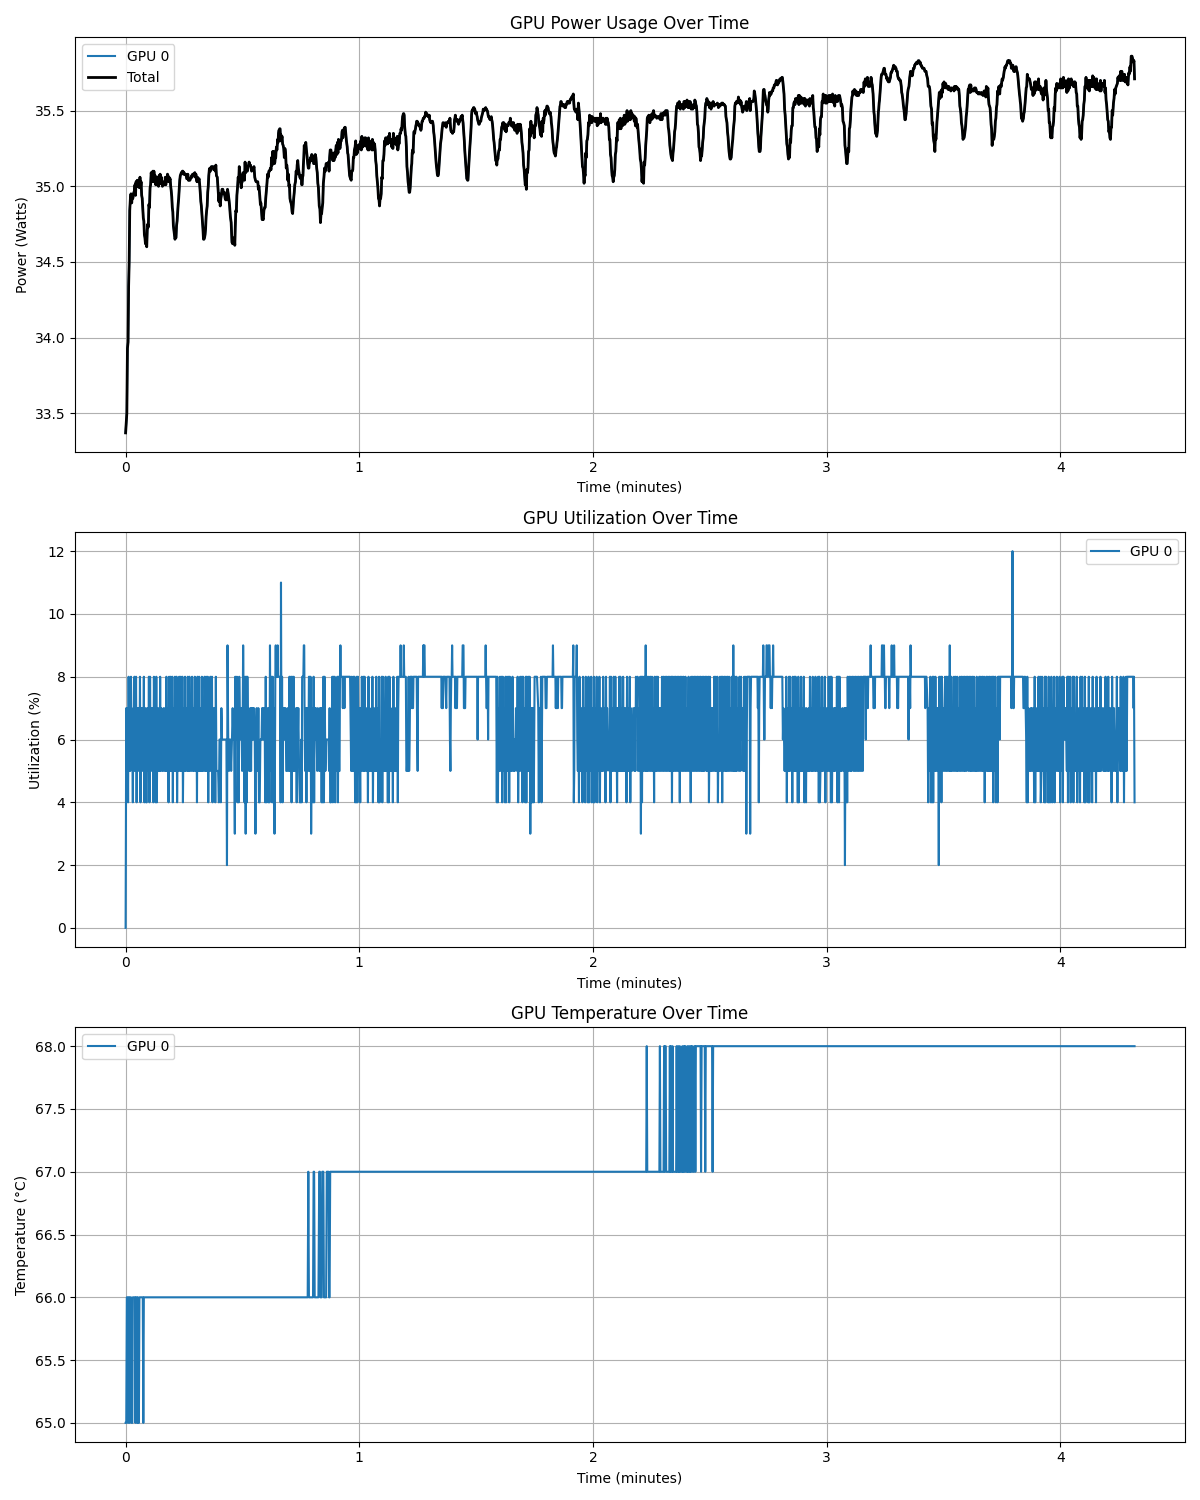 GPU Power Usage Over Time
GPU 0
Total
35.5
35.0
34.5
34.0
33.5
Power (Watts)
0 1 2 3 4
Time (minutes)
GPU Utilization Over Time
GPU 0
12
10
8
6
4
2
0
Utilization (%)
0 1 2 3 4
Time (minutes)
GPU Temperature Over Time
GPU 0
68.0
67.5
67.0
66.5
66.0
65.5
65.0
Temperature (°C)
0 1 2 3 4
Time (minutes)